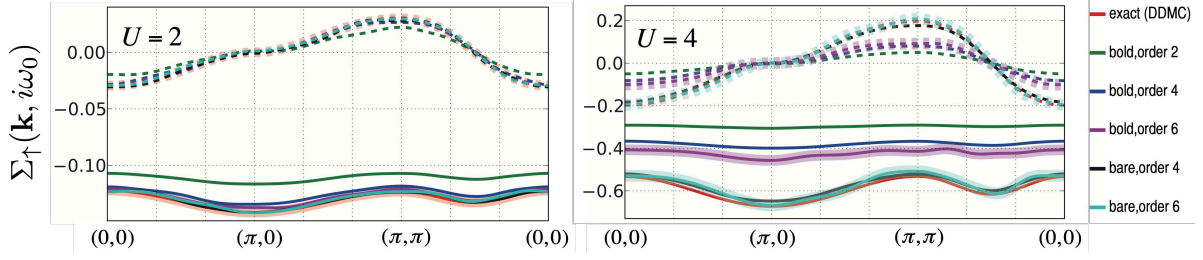 Σ↑(k, iω₀)
U = 2
0.00
−0.05
−0.10
(0,0)
(π,0)
(π,π)
(0,0)
U = 4
0.2
0.0
−0.2
−0.4
−0.6
(0,0)
(π,0)
(π,π)
(0,0)
exact (DDMC)
bold,order 2
bold,order 4
bold,order 6
bare,order 4
bare,order 6